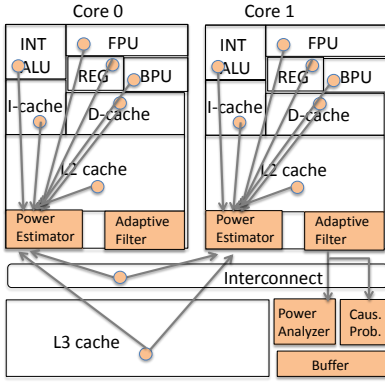 Core 0
Core 1
INT
ALU
FPU
REG
BPU
I-cache
D-cache
L2 cache
Power
Estimator
Adaptive
Filter
INT
ALU
FPU
REG
BPU
I-cache
D-cache
L2 cache
Power
Estimator
Adaptive
Filter
Interconnect
L3 cache
Power
Analyzer
Caus.
Prob.
Buffer